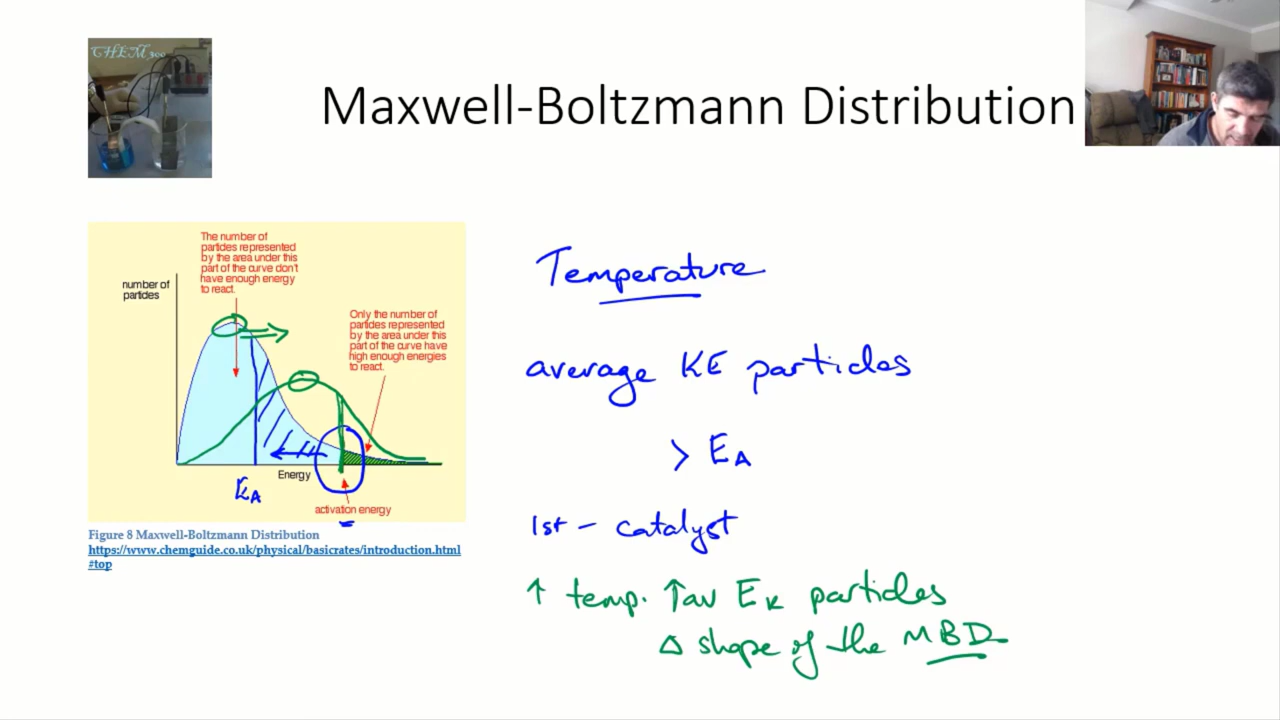 CHEM 300
Maxwell-Boltzmann Distribution
The number of
particles represented
by the area under this
part of the curve don't
have enough energy
to react.
number of
particles
Only the number of
particles represented
by the area under this
part of the curve have
high enough energies
to react.
Energy
EA
activation energy
Figure 8 Maxwell-Boltzmann Distribution
https://www.chemguide.co.uk/physical/basicrates/introduction.html
#top
Temperature
average KE particles
> EA
1st - catalyst
↑ temp. ↑av Ek particles
Δ shape of the MBD